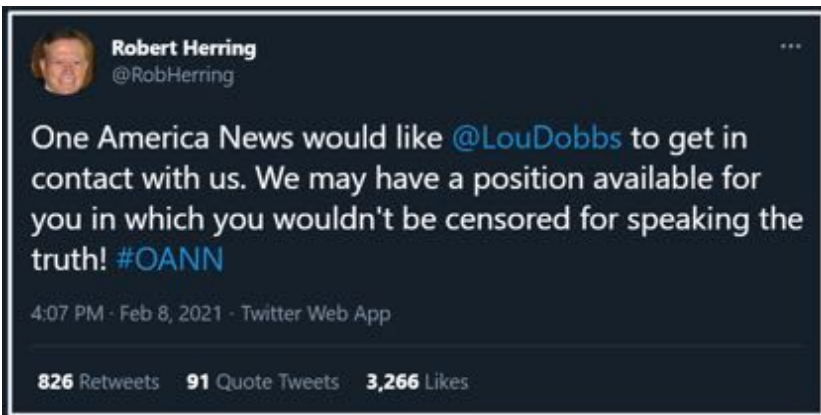 Robert Herring
@RobHerring
One America News would like @LouDobbs to get in
contact with us. We may have a position available for
you in which you wouldn't be censored for speaking the
truth! #OANN
4:07 PM · Feb 8, 2021 · Twitter Web App
826 Retweets 91 Quote Tweets 3,266 Likes